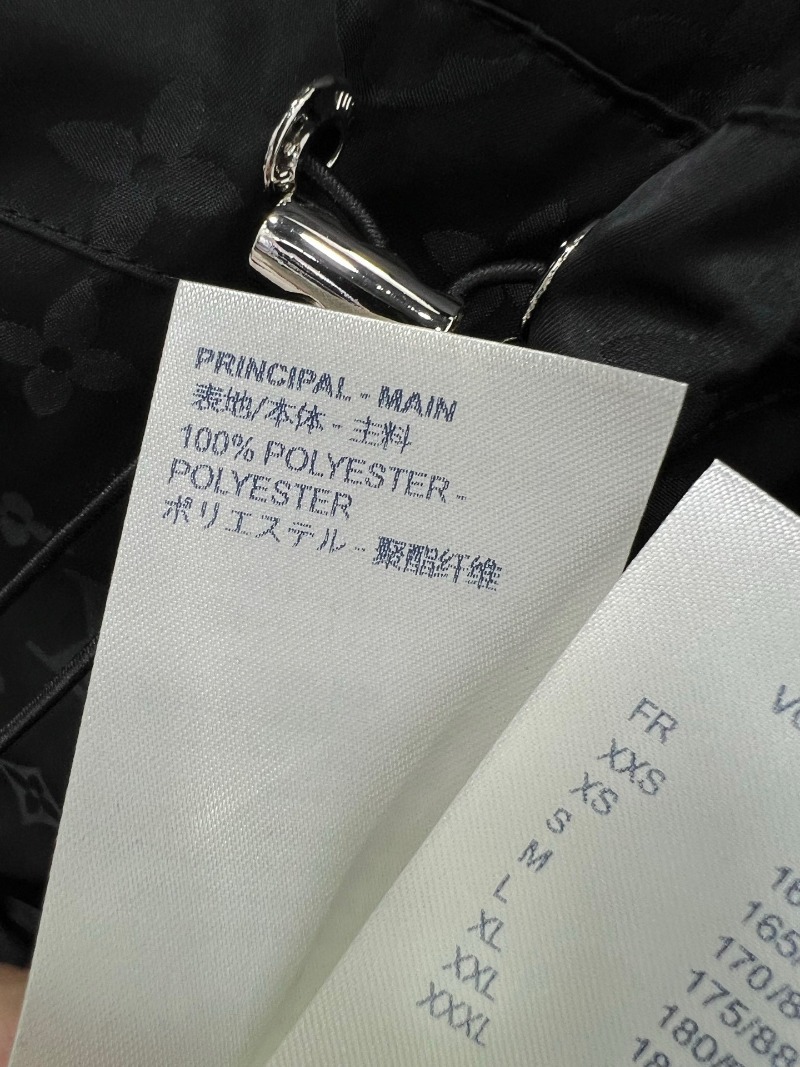 PRINCIPAL - MAIN
表地/本体 - 主料
100% POLYESTER -
POLYESTER
ポリエステル - 聚酯纤维
FR
XXS
XS
S
M
L
XL
XXL
XXXL
165/
170/8
175/88
180/